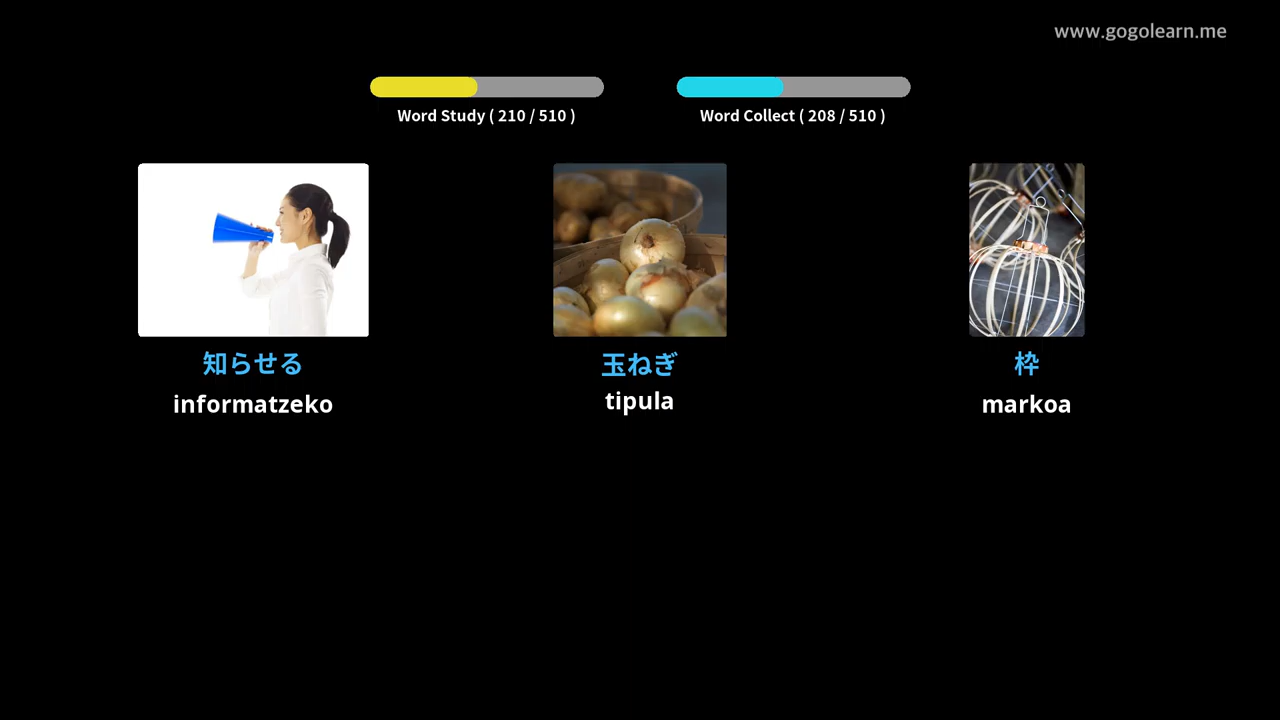 www.gogolearn.me
Word Study ( 210 / 510 )
Word Collect ( 208 / 510 )
知らせる
玉ねぎ
枠
informatzeko
tipula
markoa